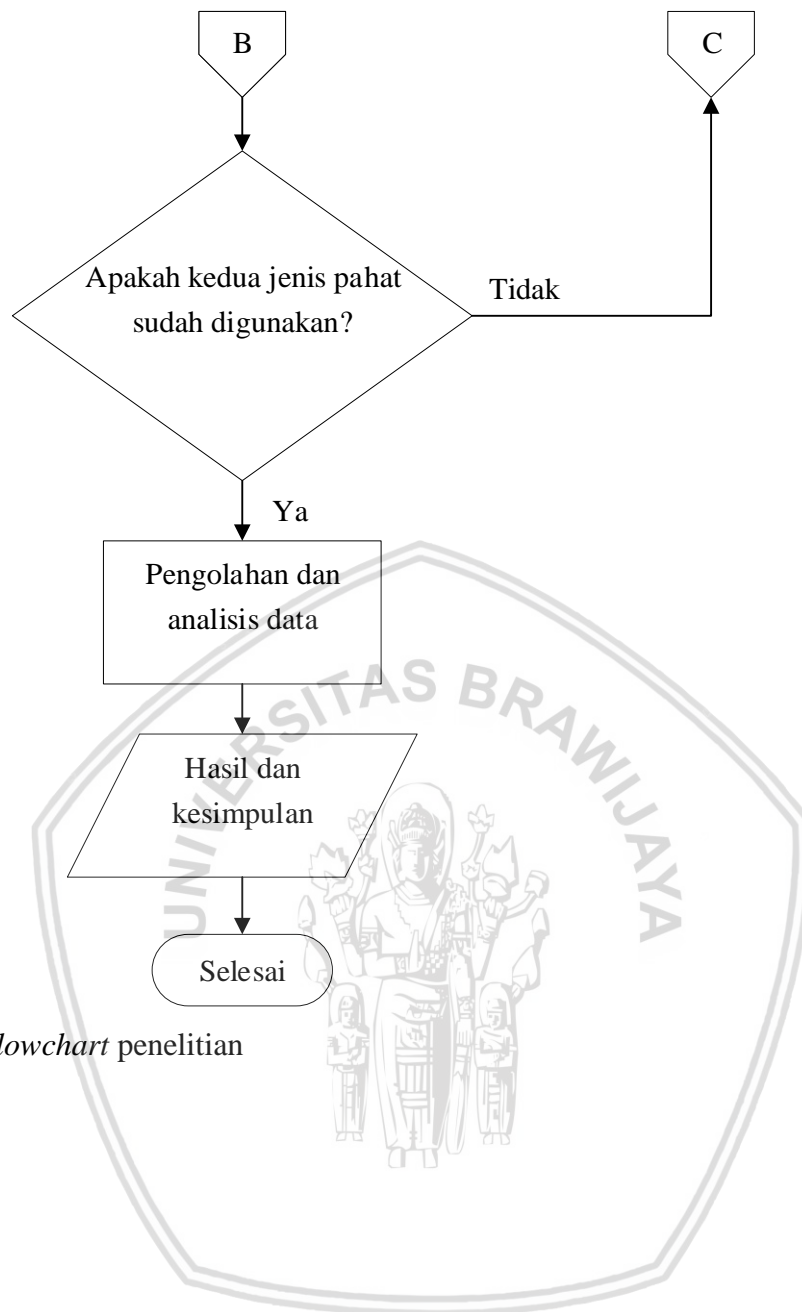 B
C
Apakah kedua jenis pahat
sudah digunakan?
Tidak
Ya
Pengolahan dan
analisis data
Hasil dan
kesimpulan
Selesai
lowchart penelitian
UNIVERSITAS BRAWIJAYA